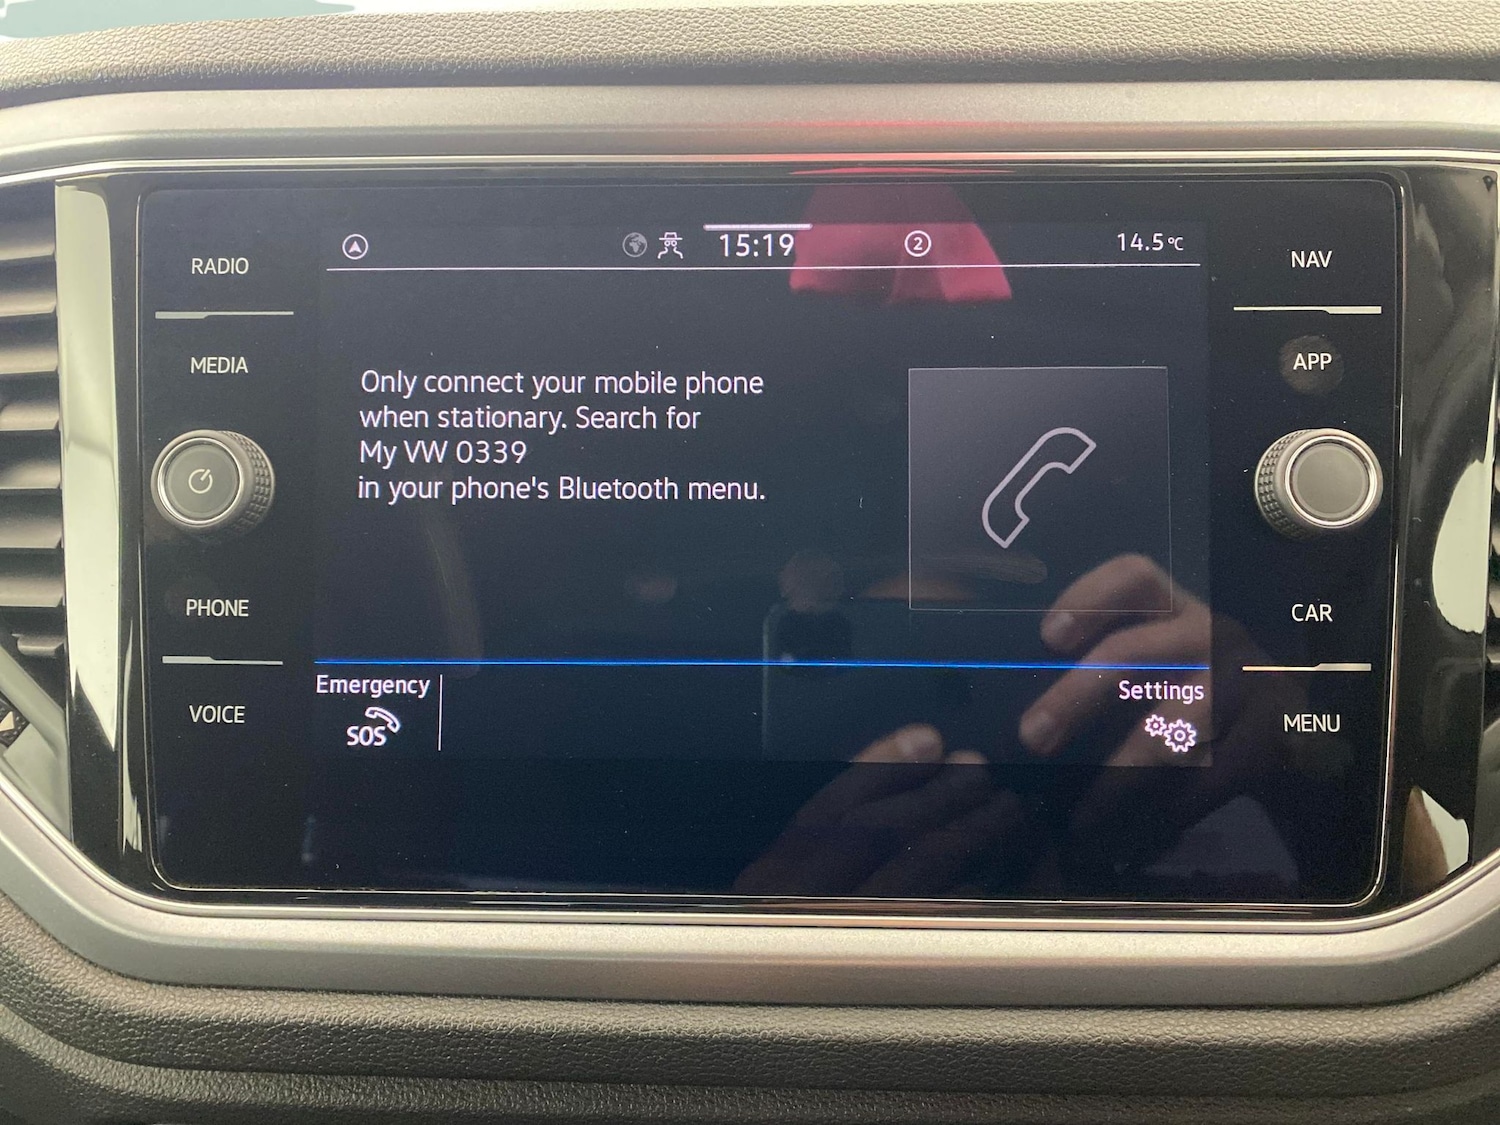 15:19
2
14.5°C
RADIO
MEDIA
PHONE
VOICE
Only connect your mobile phone
when stationary. Search for
My VW 0339
in your phone's Bluetooth menu.
Emergency
SOS
Settings
NAV
APP
CAR
MENU